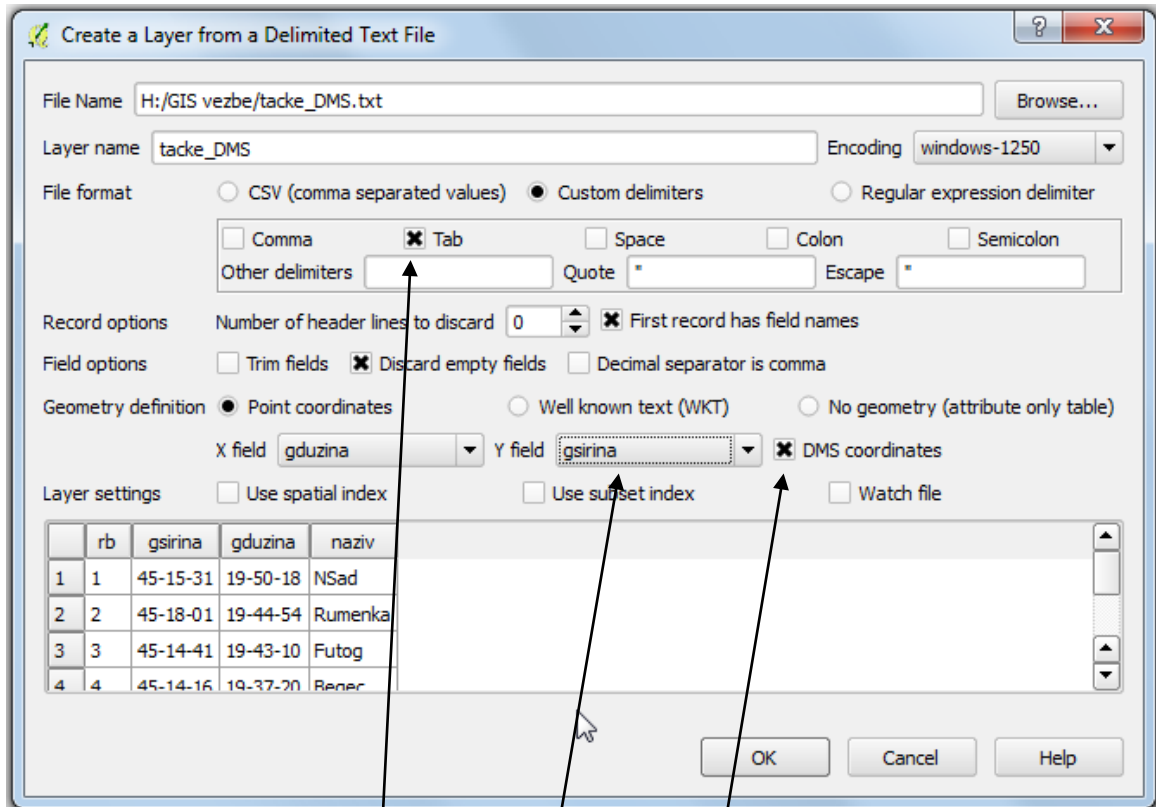 Create a Layer from a Delimited Text File
File Name H:/GIS vezbe/tacke_DMS.txt Browse...
Layer name tacke_DMS Encoding windows-1250
File format CSV (comma separated values) Custom delimiters Regular expression delimiter
Comma Tab Space Colon Semicolon
Other delimiters Quote " Escape "
Record options Number of header lines to discard 0 First record has field names
Field options Trim fields Discard empty fields Decimal separator is comma
Geometry definition Point coordinates Well known text (WKT) No geometry (attribute only table)
X field gduzina Y field gsirina DMS coordinates
Layer settings Use spatial index Use subset index Watch file
rb gsirina gduzina naziv
1 1 45-15-31 19-50-18 NSad
2 2 45-18-01 19-44-54 Rumenka
3 3 45-14-41 19-43-10 Futog
4 4 45-14-16 19-37-20 Begec
OK Cancel Help